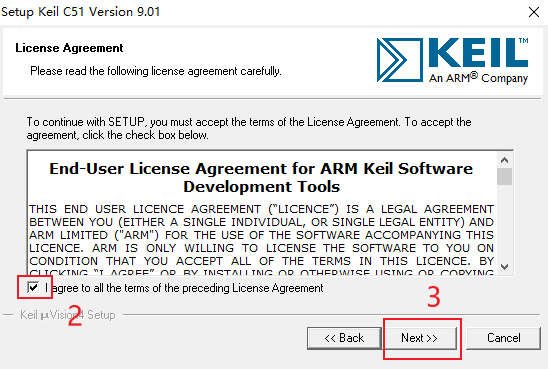 Setup Keil C51 Version 9.01
License Agreement
Please read the following license agreement carefully.
KEIL™
An ARM® Company
To continue with SETUP, you must accept the terms of the License Agreement. To accept the
agreement, click the check box below.
End-User License Agreement for ARM Keil Software
Development Tools
THIS END USER LICENCE AGREEMENT ("LICENCE") IS A LEGAL AGREEMENT
BETWEEN YOU (EITHER A SINGLE INDIVIDUAL, OR SINGLE LEGAL ENTITY) AND
ARM LIMITED ("ARM") FOR THE USE OF THE SOFTWARE ACCOMPANYING THIS
LICENCE. ARM IS ONLY WILLING TO LICENSE THE SOFTWARE TO YOU ON
CONDITION THAT YOU ACCEPT ALL OF THE TERMS IN THIS LICENCE. BY
CLICKING "I AGREE" OR BY INSTALLING OR OTHERWISE USING OR COPYING
I agree to all the terms of the preceding License Agreement
2
3
Keil µVision4 Setup
<< Back
Next >>
Cancel